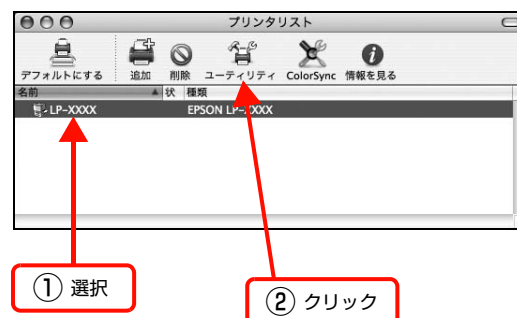 プリンタリスト
デフォルトにする 追加 削除 ユーティリティ ColorSync 情報を見る
名前 状 種類
LP-XXXX EPSON LP-XXXX
① 選択
② クリック